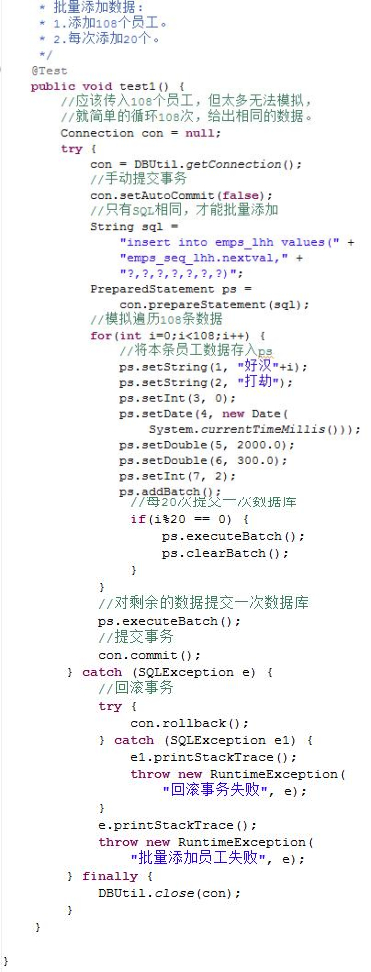 * 批量添加数据：
* 1.添加108个员工。
* 2.每次添加20个。
*/
@Test
public void test1() {
//应该传入108个员工，但太多无法模拟，
//就简单的循环108次，给出相同的数据。
Connection con = null;
try {
con = DBUtil.getConnection();
//手动提交事务
con.setAutoCommit(false);
//只有SQL相同，才能批量添加
String sql =
"insert into emps_lhh values(" +
"emps_seq_lhh.nextval," +
"?,?,?,?,?,?,?)";
PreparedStatement ps =
con.prepareStatement(sql);
//模拟遍历108条数据
for(int i=0;i<108;i++) {
//将本条员工数据存入ps
ps.setString(1, "好汉"+i);
ps.setString(2, "打劫");
ps.setInt(3, 0);
ps.setDate(4, new Date(
System.currentTimeMillis()));
ps.setDouble(5, 2000.0);
ps.setDouble(6, 300.0);
ps.setInt(7, 2);
ps.addBatch();
//每20次提交一次数据库
if(i%20 == 0) {
ps.executeBatch();
ps.clearBatch();
}
}
//对剩余的数据提交一次数据库
ps.executeBatch();
//提交事务
con.commit();
} catch (SQLException e) {
//回滚事务
try {
con.rollback();
} catch (SQLException e1) {
e1.printStackTrace();
throw new RuntimeException(
"回滚事务失败", e);
}
e.printStackTrace();
throw new RuntimeException(
"批量添加员工失败", e);
} finally {
DBUtil.close(con);
}
}
}